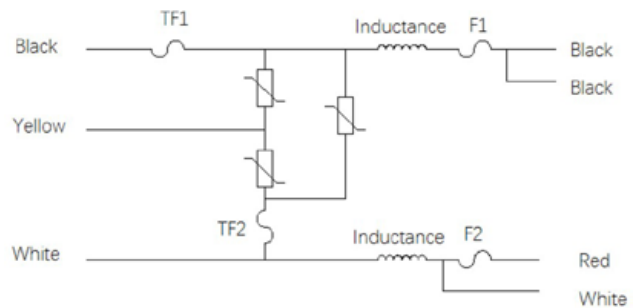 TF1
Inductance
F1
Black
Black
Black
Yellow
TF2
Inductance
F2
White
Red
White